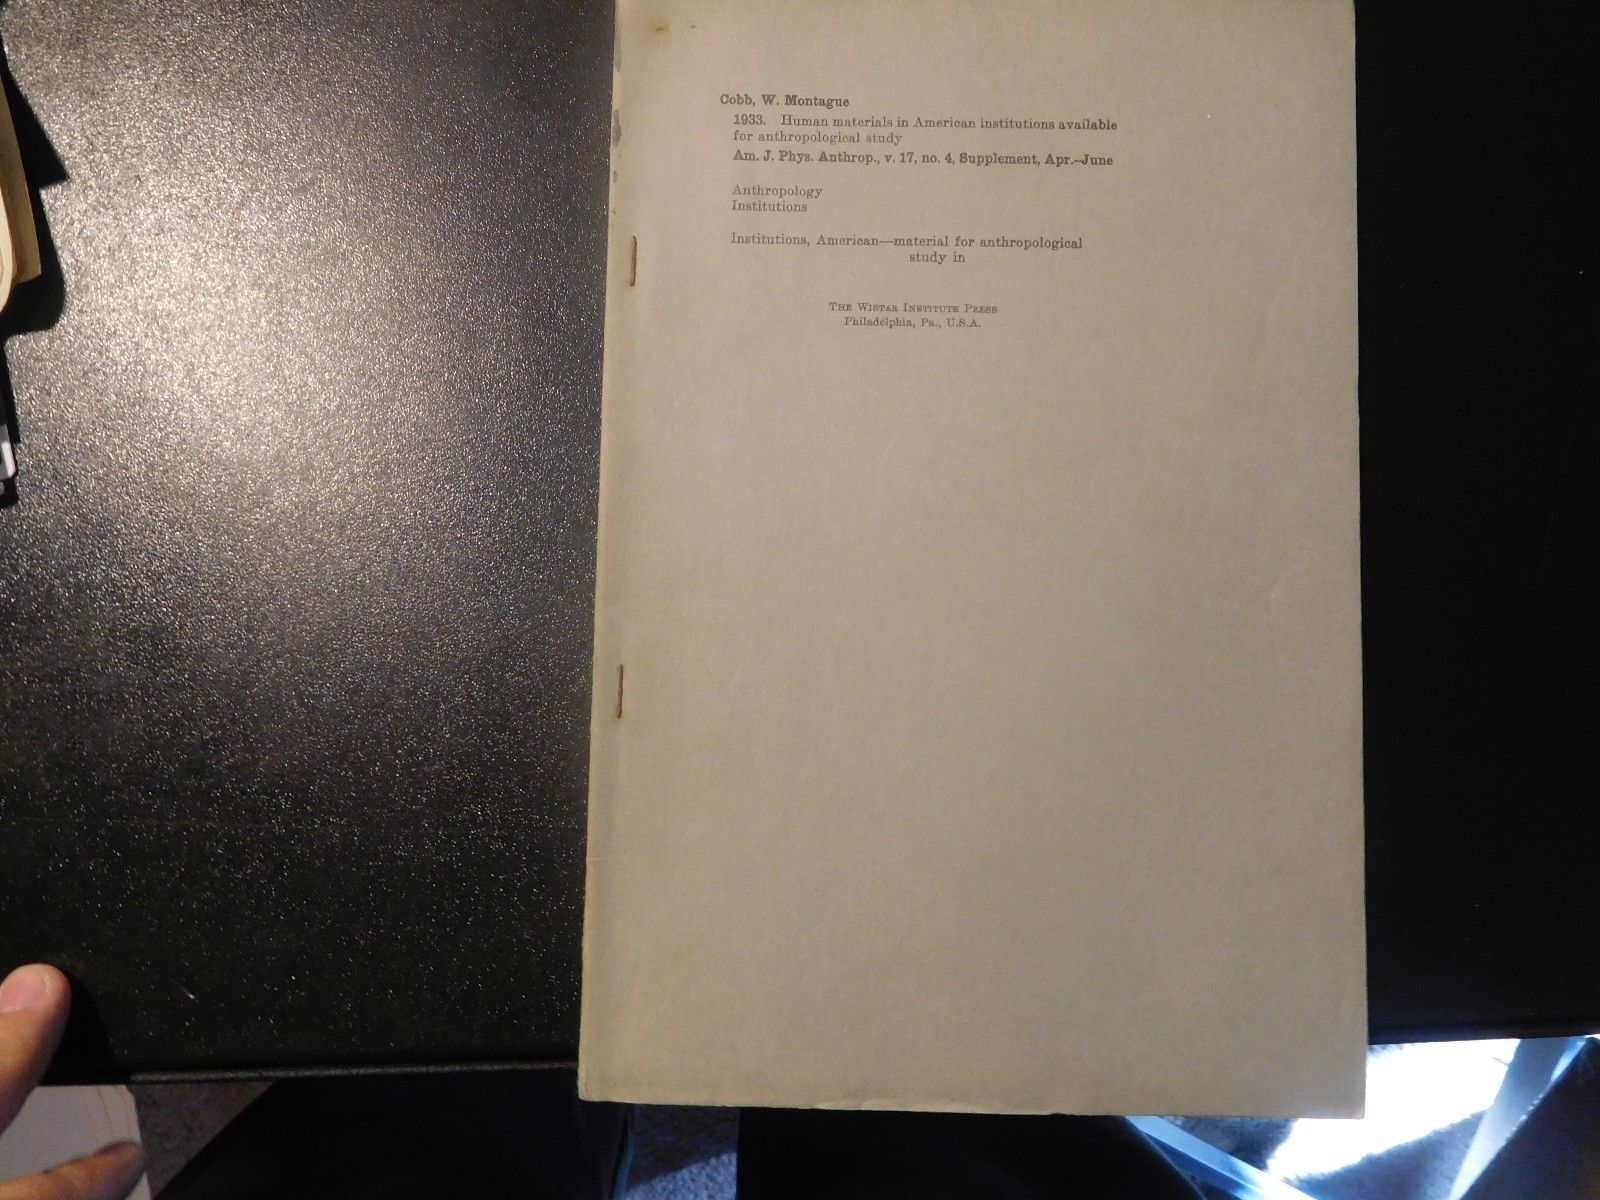 Cobb, W. Montague
1933. Human materials in American institutions available
for anthropological study
Am. J. Phys. Anthrop., v. 17, no. 4, Supplement, Apr.—June
Anthropology
Institutions
Institutions, American—material for anthropological
study in
The Wistar Institute Press
Philadelphia, Pa., U.S.A.